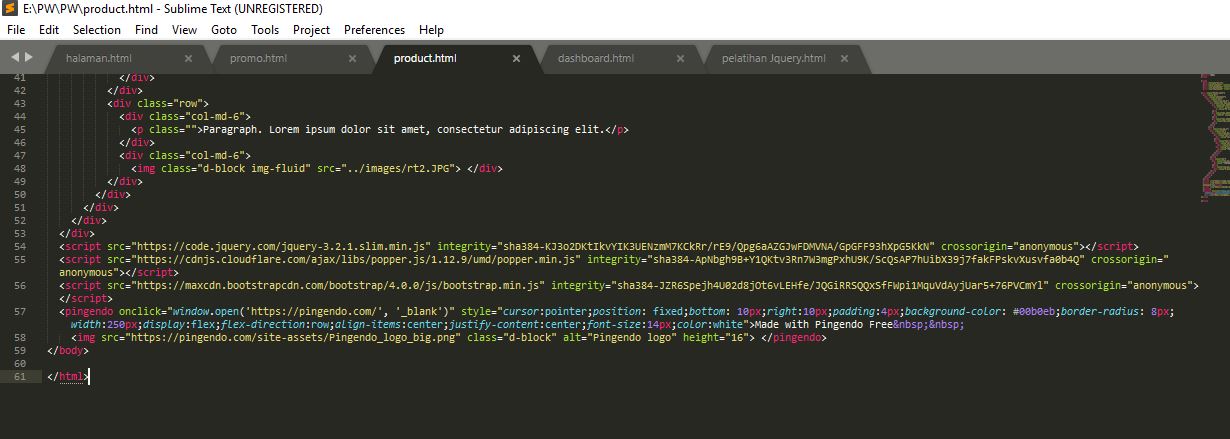 E:\PW\PW\product.html - Sublime Text (UNREGISTERED)
File Edit Selection Find View Goto Tools Project Preferences Help
halaman.html promo.html product.html dashboard.html pelatihan Jquery.html
41 </div>
42 </div>
43 <div class="row">
44 <div class="col-md-6">
45 <p class="">Paragraph. Lorem ipsum dolor sit amet, consectetur adipiscing elit.</p>
46 </div>
47 <div class="col-md-6">
48 <img class="d-block img-fluid" src="../images/rt2.JPG"> </div>
49 </div>
50 </div>
51 </div>
52 </div>
53 </div>
54 <script src="https://code.jquery.com/jquery-3.2.1.slim.min.js" integrity="sha384-KJ3o2DKtIkvYIK3UENzmM7KCkRr/rE9/Qpg6aAZGJwFDMVNA/GpGFF93hXpG5KkN" crossorigin="anonymous"></script>
55 <script src="https://cdnjs.cloudflare.com/ajax/libs/popper.js/1.12.9/umd/popper.min.js" integrity="sha384-ApNbgh9B+Y1QKtv3Rn7W3mgPxhU9K/ScQsAP7hUibX39j7fakFPskvXusvfa0b4Q" crossorigin="
anonymous"></script>
56 <script src="https://maxcdn.bootstrapcdn.com/bootstrap/4.0.0/js/bootstrap.min.js" integrity="sha384-JZR6Spejh4U02d8jOt6vLEHfe/JQGiRRSQQxSfFWpi1MquVdAyjUar5+76PVCmYl" crossorigin="anonymous">
</script>
57 <pingendo onclick="window.open('https://pingendo.com/', '_blank')" style="cursor:pointer;position: fixed;bottom: 10px;right:10px;padding:4px;background-color: #00b0eb;border-radius: 8px;
width:250px;display:flex;flex-direction:row;align-items:center;justify-content:center;font-size:14px;color:white">Made with Pingendo Free&nbsp;&nbsp;
58 <img src="https://pingendo.com/site-assets/Pingendo_logo_big.png" class="d-block" alt="Pingendo logo" height="16"> </pingendo>
59 </body>
60
61 </html>